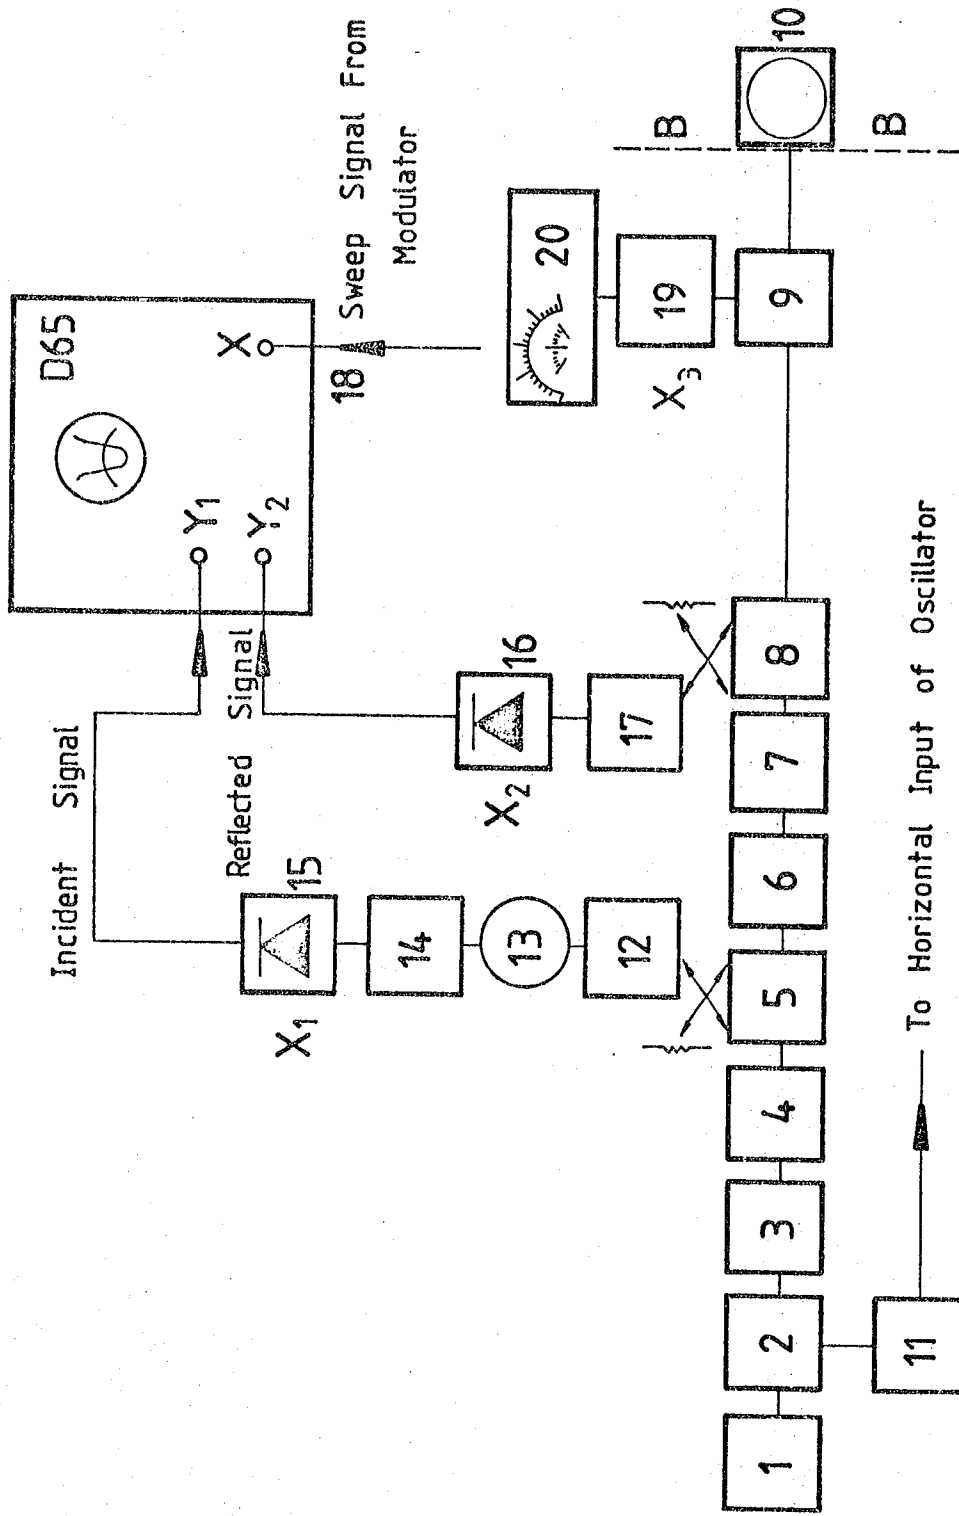 D65
X
Y1
Y2
Incident Signal
Reflected Signal
18
Sweep Signal From
Modulator
15
X1
14
13
12
16
X2
17
20
19
X3
B
B
1
2
3
4
5
6
7
8
9
10
11
To Horizontal Input of Oscillator